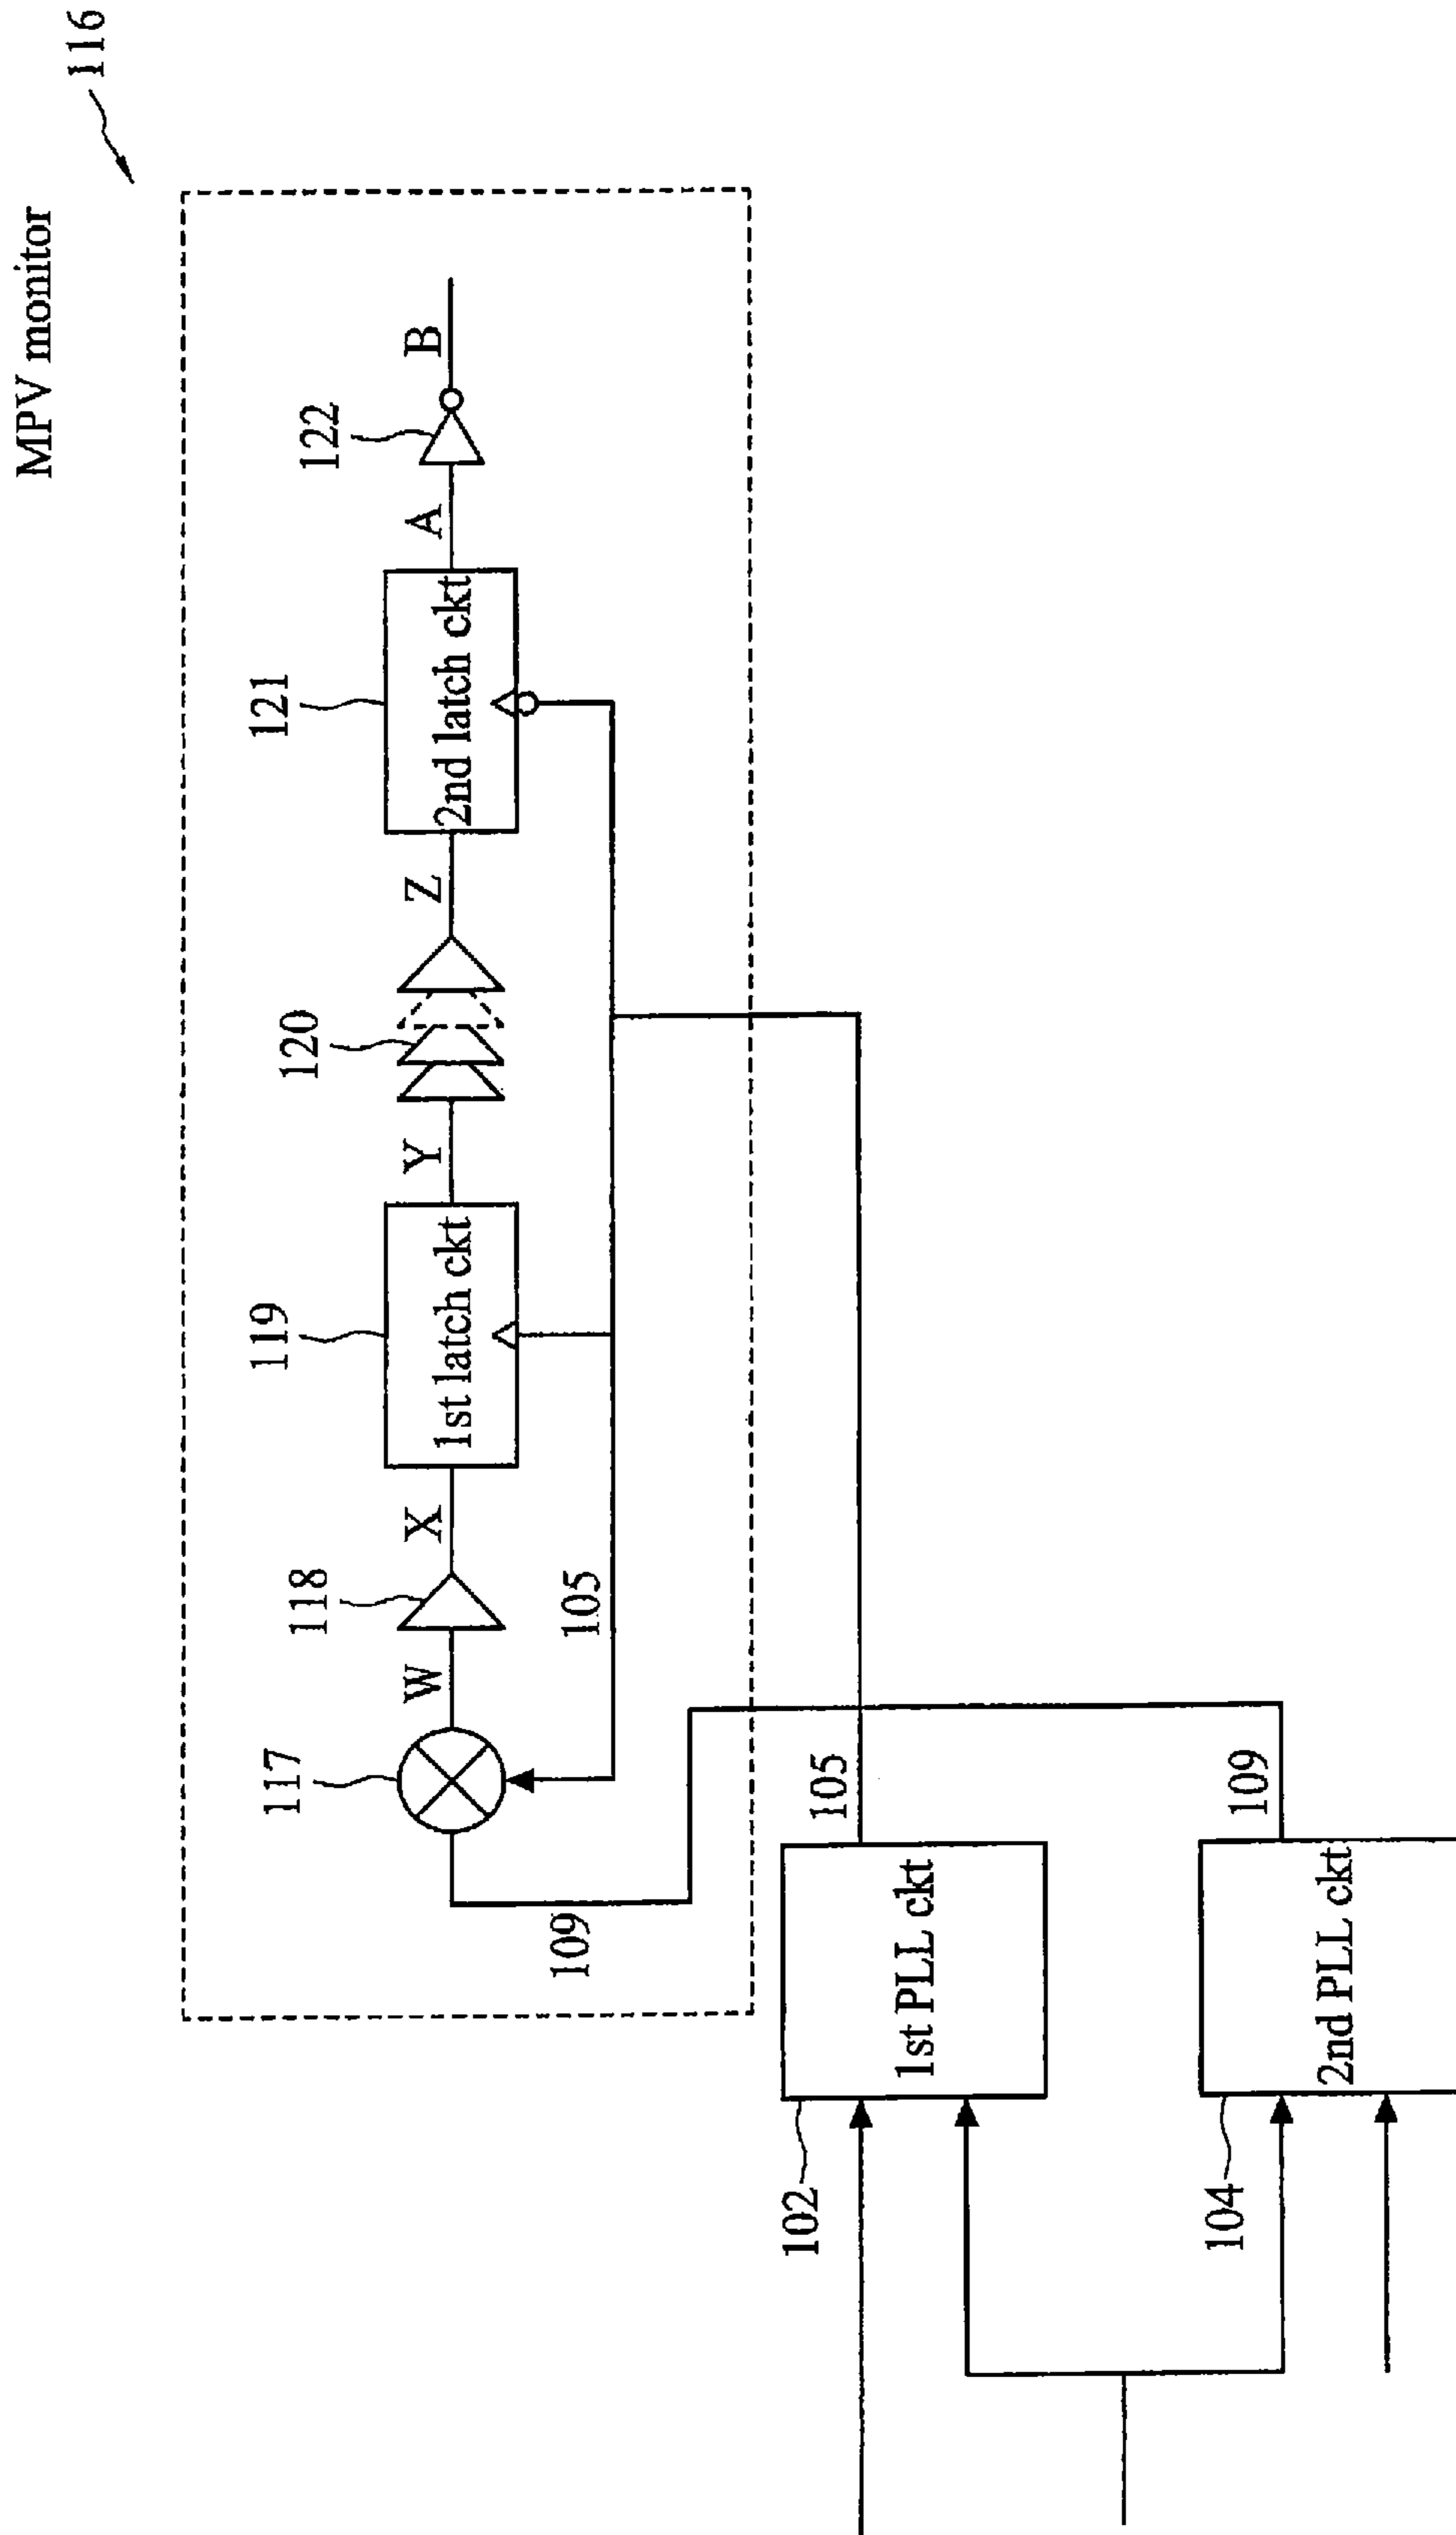 MPV monitor
116
117
118
119
120
121
122
109
W
X
Y
Z
A
B
105
1st latch ckt
2nd latch ckt
105
102
1st PLL ckt
109
104
2nd PLL ckt